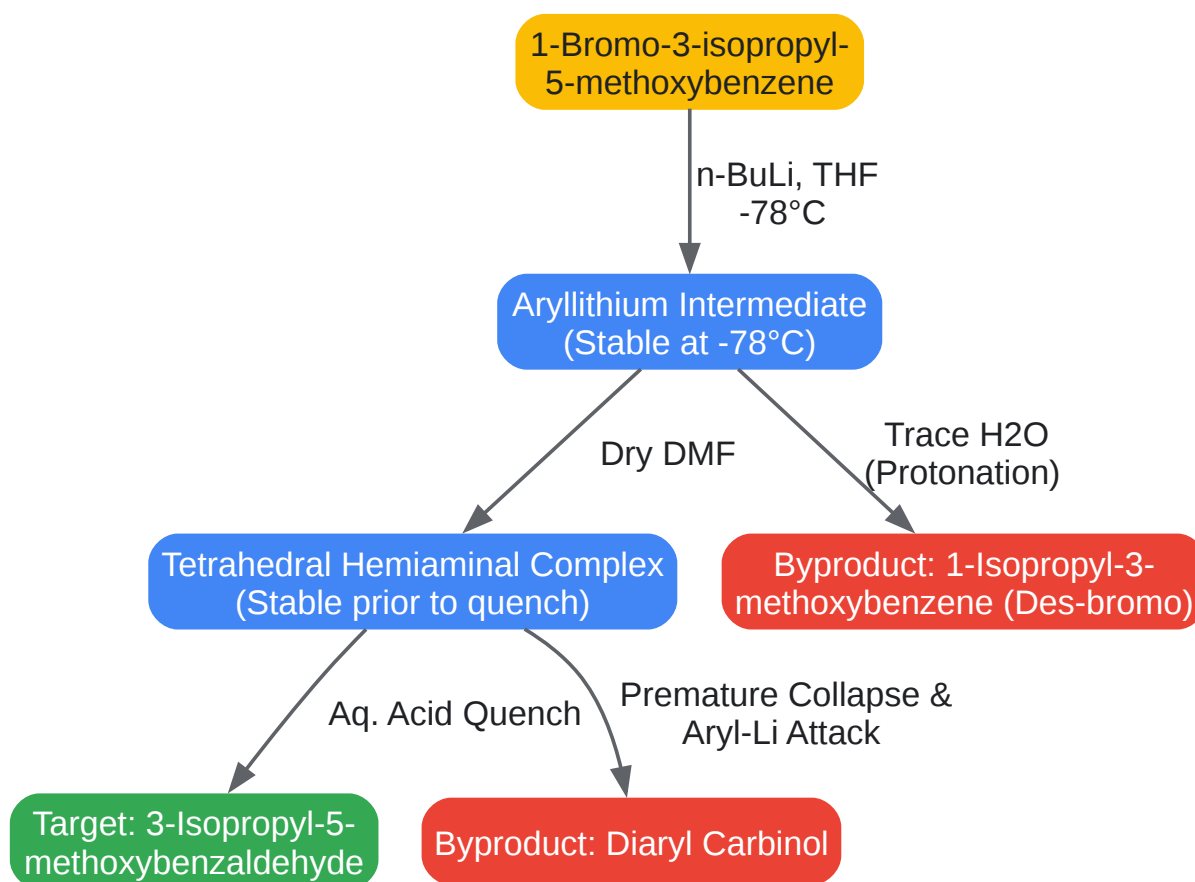 1-Bromo-3-isopropyl-
5-methoxybenzene
n-BuLi, THF
-78°C
Aryllithium Intermediate
(Stable at -78°C)
Dry DMF
Trace H2O
(Protonation)
Tetrahedral Hemiaminal Complex
(Stable prior to quench)
Byproduct: 1-Isopropyl-3-
methoxybenzene (Des-bromo)
Aq. Acid Quench
Premature Collapse &
Aryl-Li Attack
Target: 3-Isopropyl-5-
methoxybenzaldehyde
Byproduct: Diaryl Carbinol